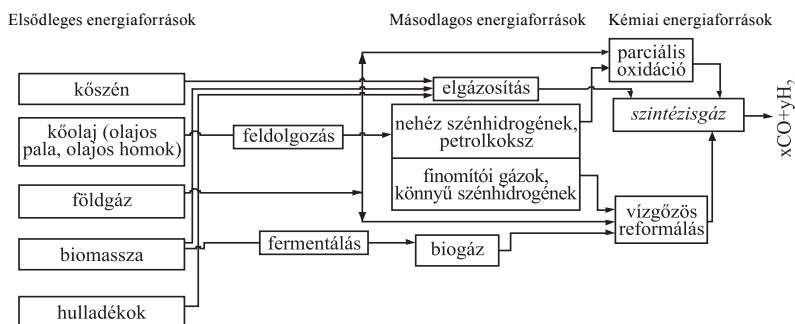 Elsődleges energiaforrások
Másodlagos energiaforrások
Kémiai energiaforrások
parciális
oxidáció
kőszén
elgázosítás
szintézisgáz
xCO+yH₂
kőolaj (olajos
pala, olajos homok)
feldolgozás
nehéz szénhidrogének,
petrolkoksz
finomítói gázok,
könnyű szénhidrogének
földgáz
vízgőzös
reformálás
biomassza
fermentálás
biogáz
hulladékok